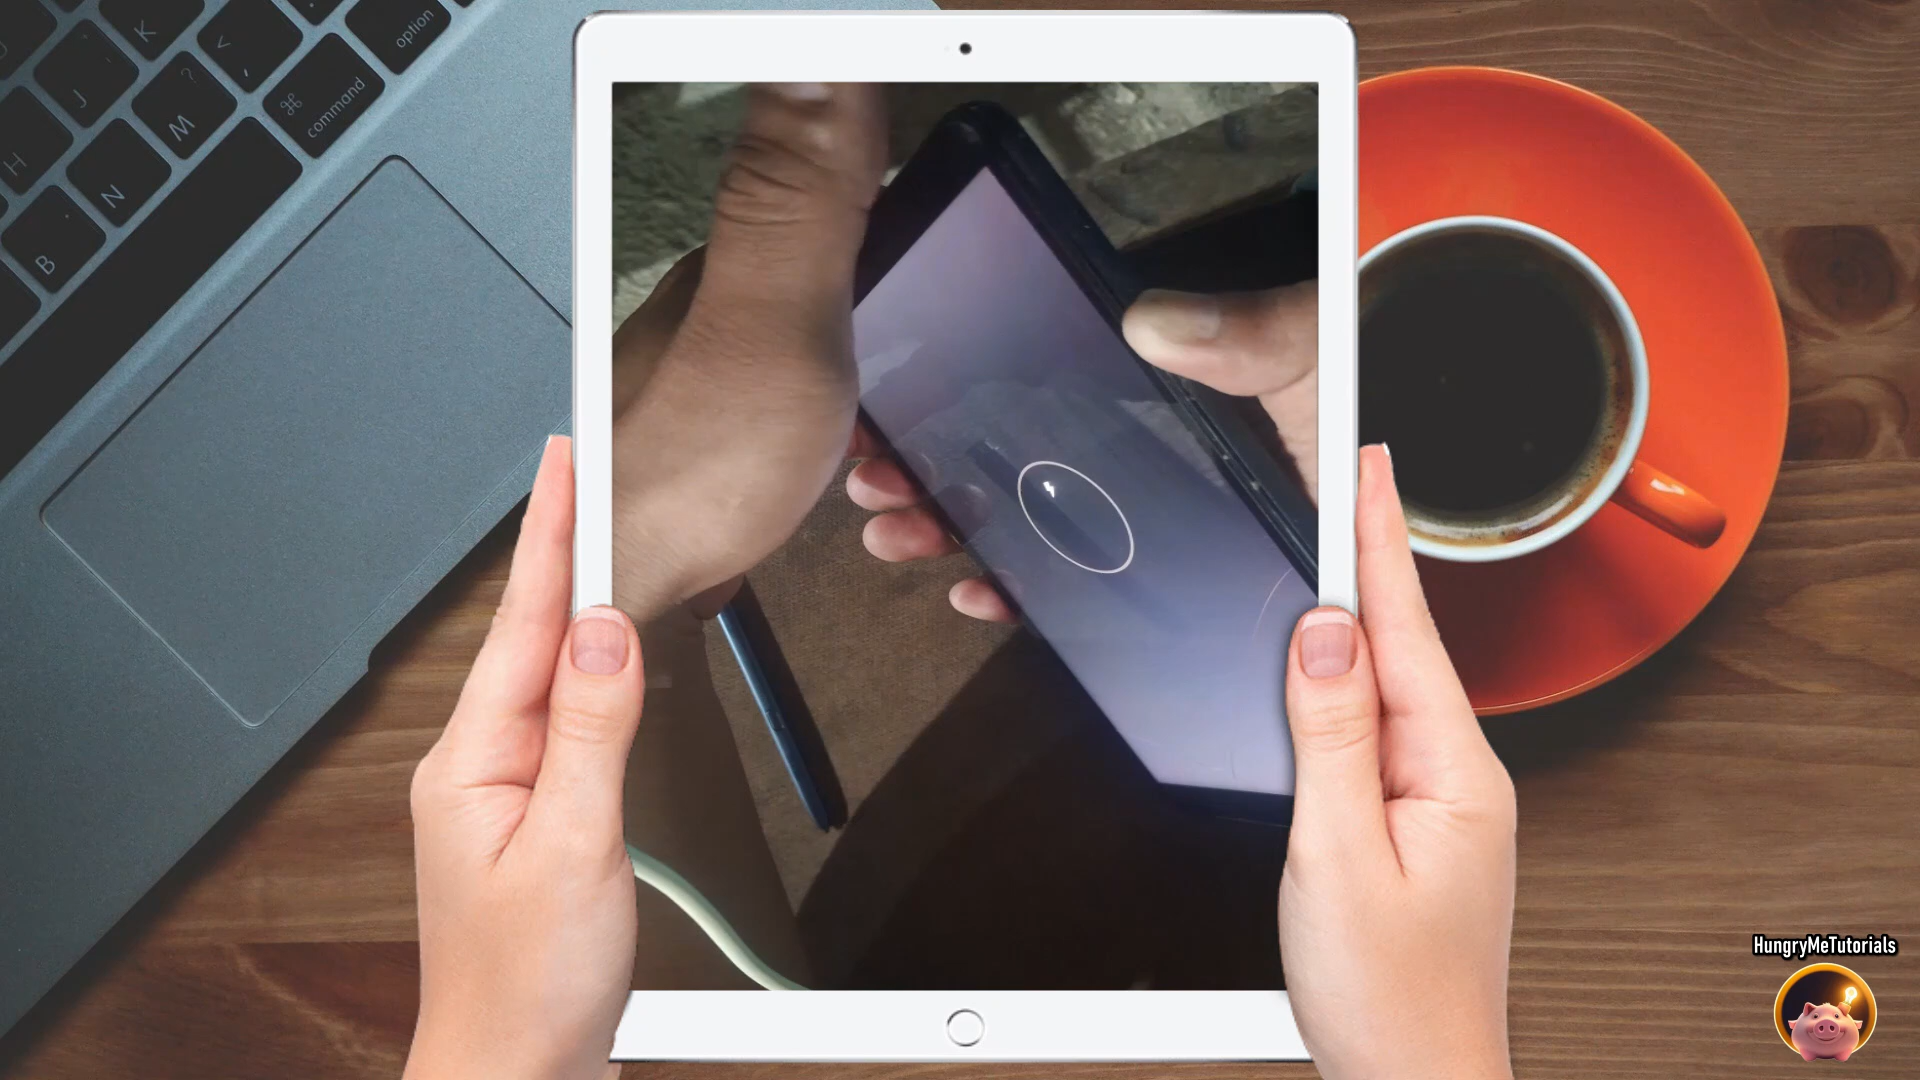 K
<
option
J
?
M
⌘
command
H
N
B
HungryMeTutorials